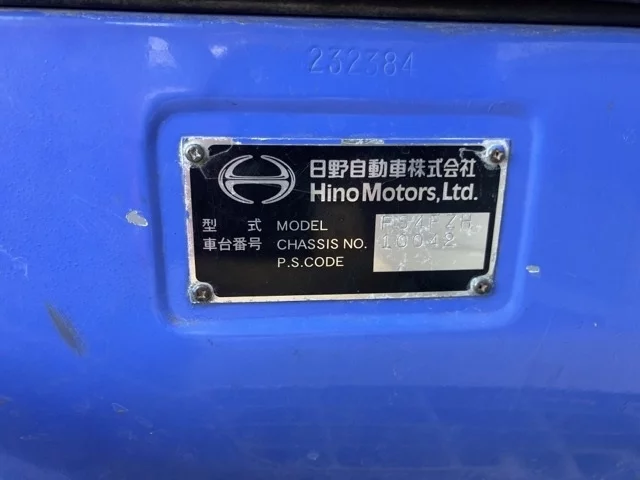 232384
日野自動車株式会社
Hino Motors, Ltd.
型 式 MODEL
車台番号 CHASSIS NO. 10042
P.S.CODE